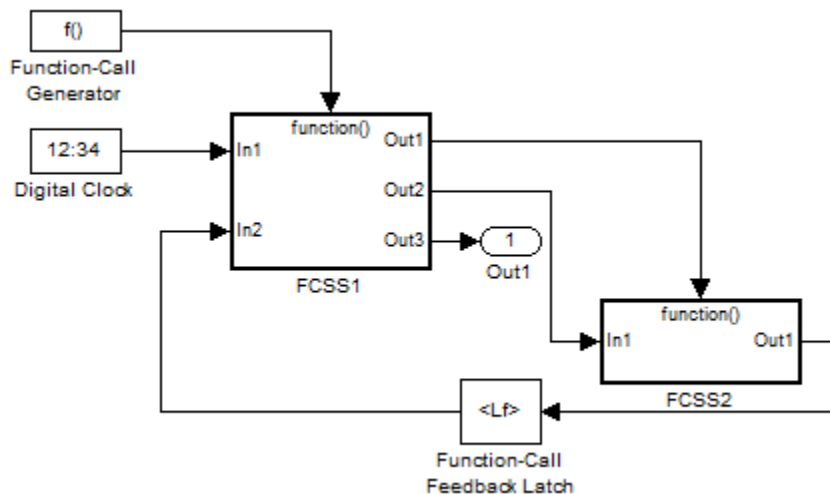 f()
Function-Call
Generator
12:34
Digital Clock
function()
In1
In2
Out1
Out2
Out3
FCSS1
1
Out1
function()
In1
Out1
FCSS2
<Lf>
Function-Call
Feedback Latch